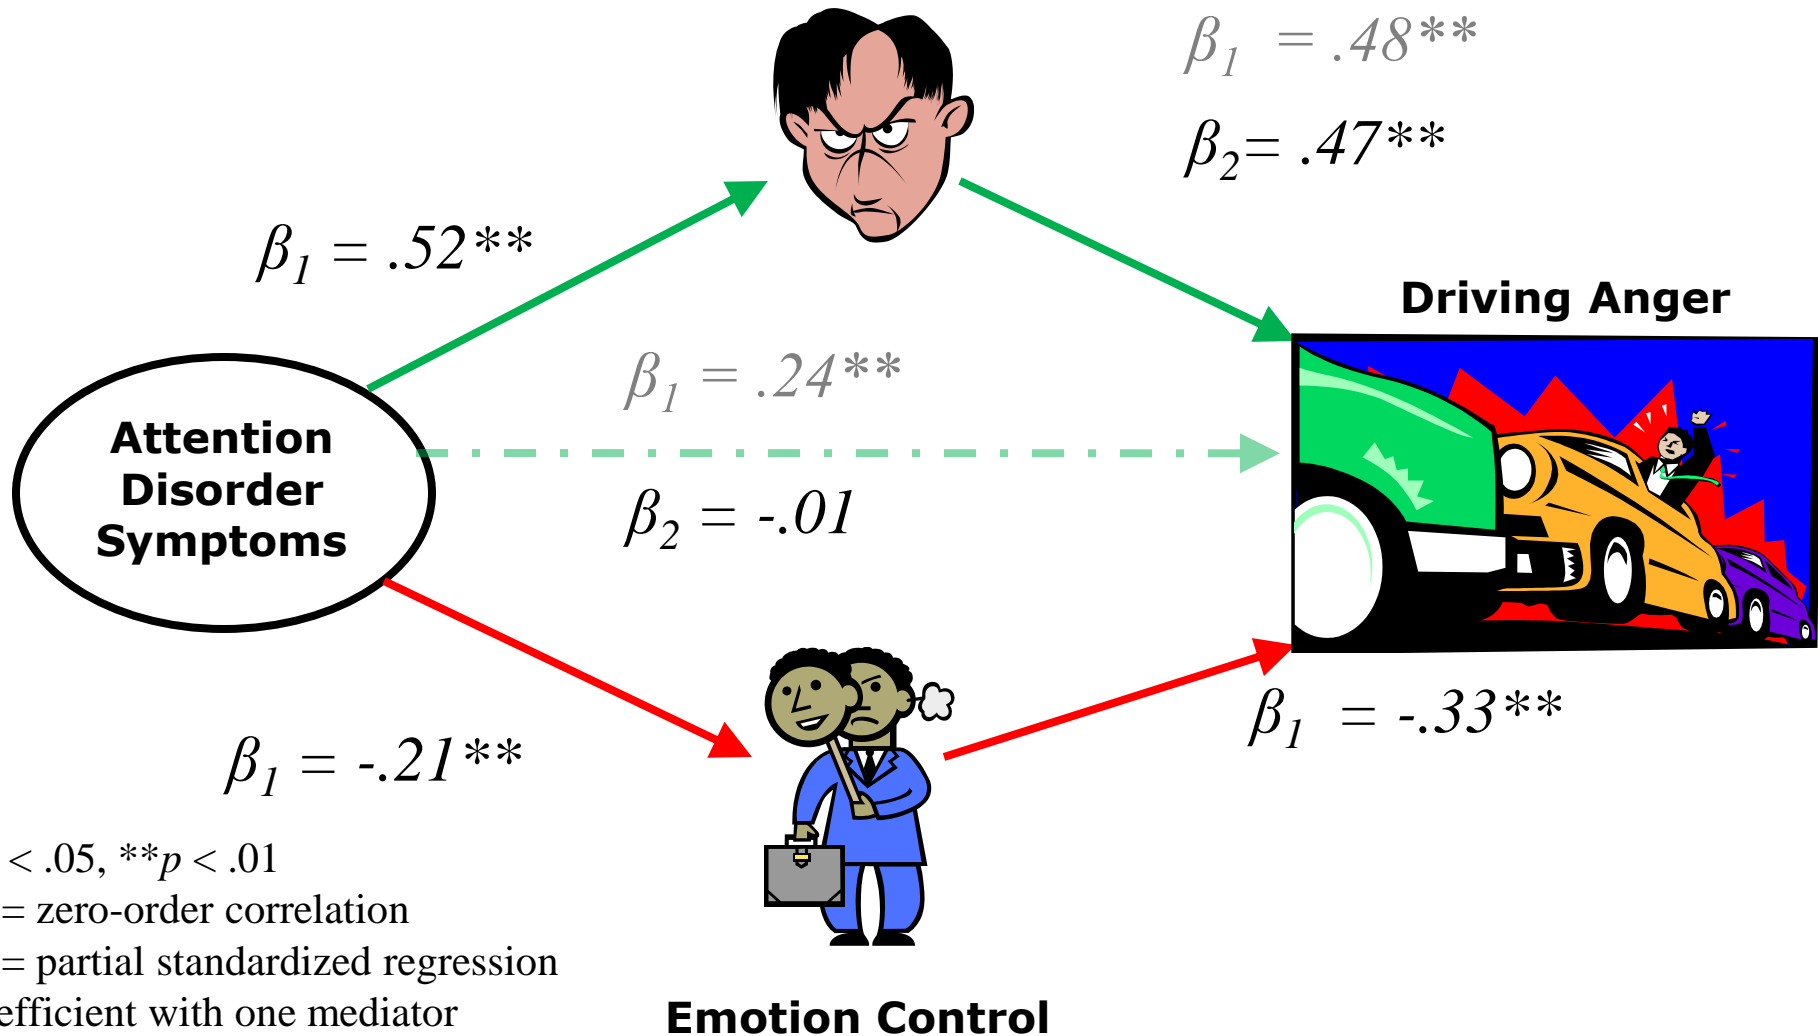 β1 = .48**
β2= .47**
β1 = .52**
Driving Anger
β1 = .24**
Attention
Disorder
Symptoms
β2 = -.01
β1 = -.33**
β1 = -.21**
< .05, **p < .01
= zero-order correlation
= partial standardized regression
efficient with one mediator
Emotion Control